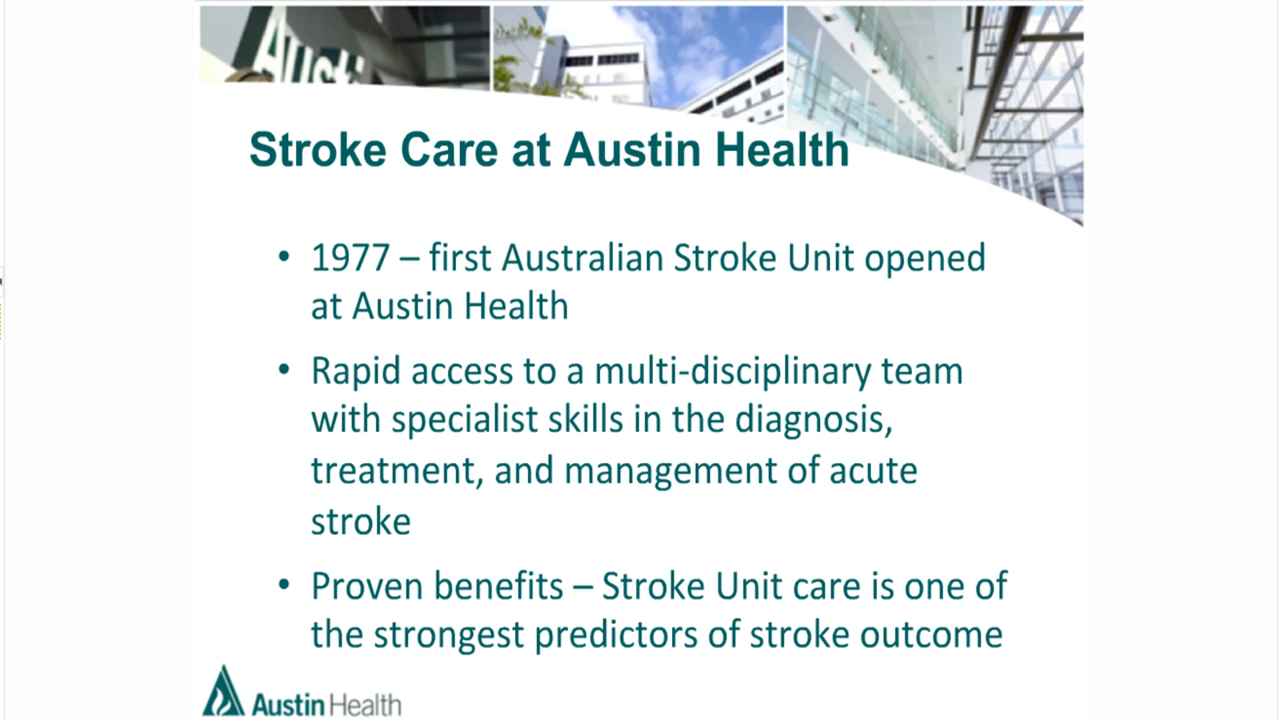 Austi
Stroke Care at Austin Health
• 1977 – first Australian Stroke Unit opened
at Austin Health
• Rapid access to a multi-disciplinary team
with specialist skills in the diagnosis,
treatment, and management of acute
stroke
• Proven benefits – Stroke Unit care is one of
the strongest predictors of stroke outcome
Austin Health